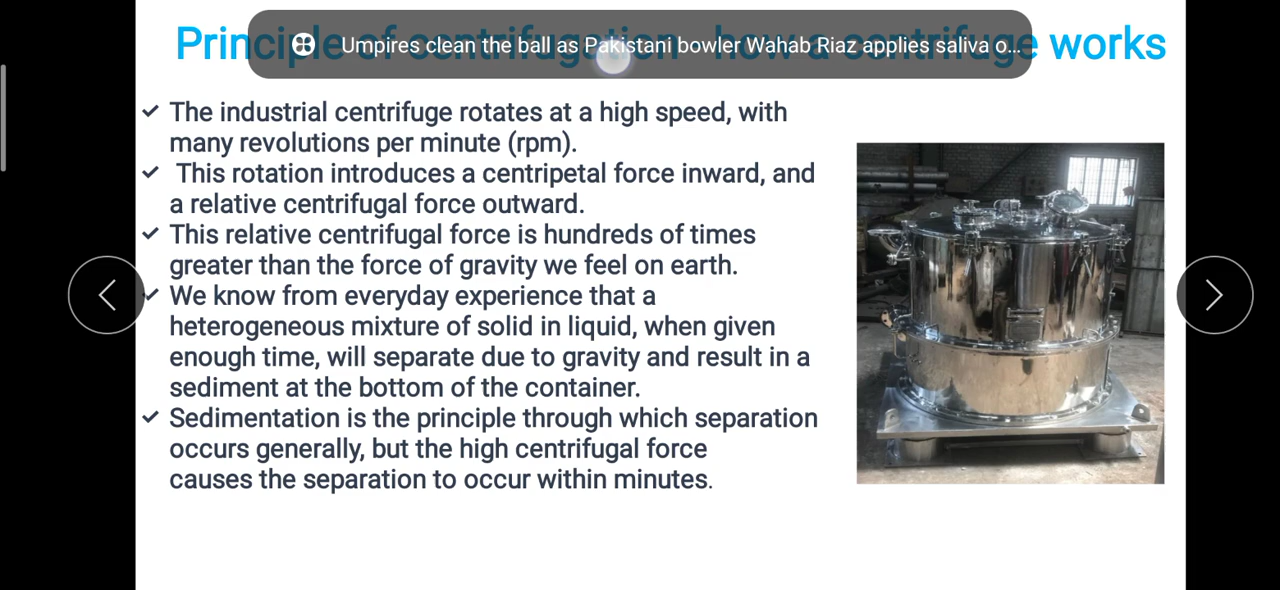 Principle of centrifugation - how a centrifuge works
Umpires clean the ball as Pakistani bowler Wahab Riaz applies saliva o...
The industrial centrifuge rotates at a high speed, with
many revolutions per minute (rpm).
This rotation introduces a centripetal force inward, and
a relative centrifugal force outward.
This relative centrifugal force is hundreds of times
greater than the force of gravity we feel on earth.
We know from everyday experience that a
heterogeneous mixture of solid in liquid, when given
enough time, will separate due to gravity and result in a
sediment at the bottom of the container.
Sedimentation is the principle through which separation
occurs generally, but the high centrifugal force
causes the separation to occur within minutes.